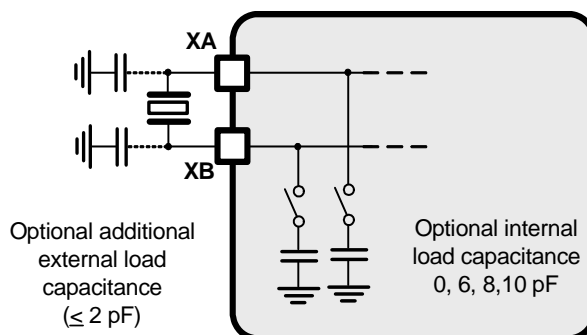 XA
XB
Optional additional
external load
capacitance
(≤ 2 pF)
Optional internal
load capacitance
0, 6, 8,10 pF